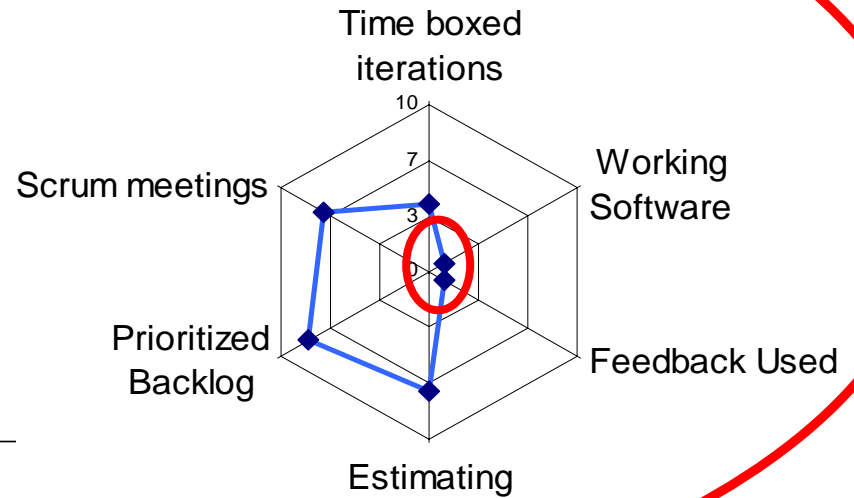 Time boxed
iterations
10
7
3
0
Working
Software
Scrum meetings
Prioritized
Backlog
Feedback Used
Estimating